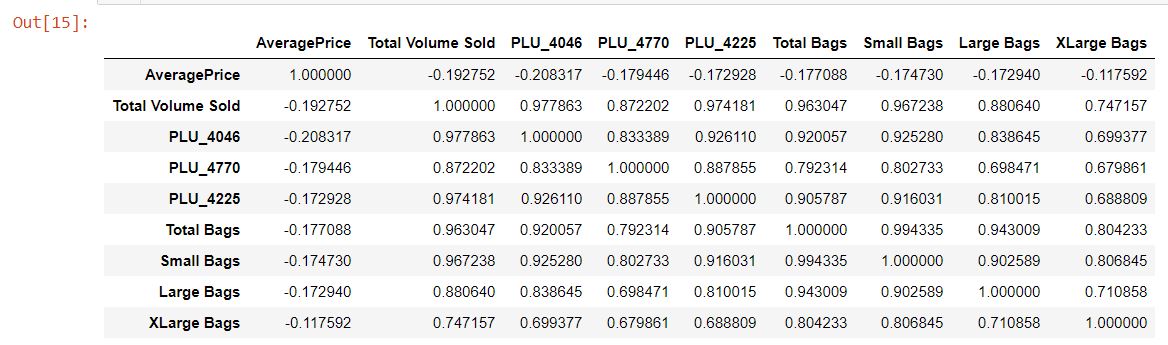 Out[15]:
AveragePrice Total Volume Sold PLU_4046 PLU_4770 PLU_4225 Total Bags Small Bags Large Bags XLarge Bags
AveragePrice 1.000000 -0.192752 -0.208317 -0.179446 -0.172928 -0.177088 -0.174730 -0.172940 -0.117592
Total Volume Sold -0.192752 1.000000 0.977863 0.872202 0.974181 0.963047 0.967238 0.880640 0.747157
PLU_4046 -0.208317 0.977863 1.000000 0.833389 0.926110 0.920057 0.925280 0.838645 0.699377
PLU_4770 -0.179446 0.872202 0.833389 1.000000 0.887855 0.792314 0.802733 0.698471 0.679861
PLU_4225 -0.172928 0.974181 0.926110 0.887855 1.000000 0.905787 0.916031 0.810015 0.688809
Total Bags -0.177088 0.963047 0.920057 0.792314 0.905787 1.000000 0.994335 0.943009 0.804233
Small Bags -0.174730 0.967238 0.925280 0.802733 0.916031 0.994335 1.000000 0.902589 0.806845
Large Bags -0.172940 0.880640 0.838645 0.698471 0.810015 0.943009 0.902589 1.000000 0.710858
XLarge Bags -0.117592 0.747157 0.699377 0.679861 0.688809 0.804233 0.806845 0.710858 1.000000